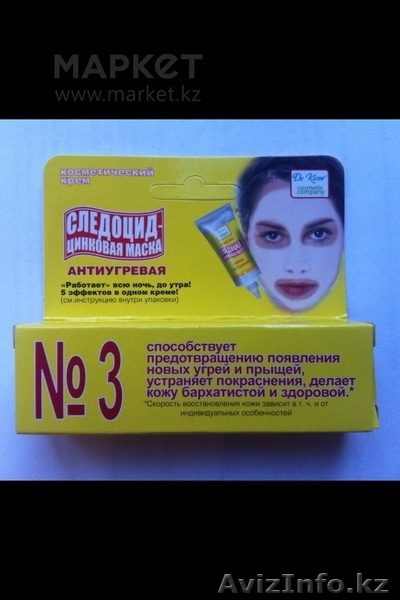 МАРКЕТ
www.market.kz
косметический
крем
Dr. Kirov
cosmetic
company
СЛЕДОЦИД-
ЦИНКОВАЯ МАСКА
АНТИУГРЕВАЯ
«Работает» всю ночь, до утра!
5 эффектов в одном креме!
(см.инструкцию внутри упаковки)
№ 3
способствует
предотвращению появления
новых угрей и прыщей,
устраняет покраснения, делает
кожу бархатистой и здоровой.*
*Скорость восстановления кожи зависит в т. ч. и от
индивидуальных особенностей
AvizInfo.kz